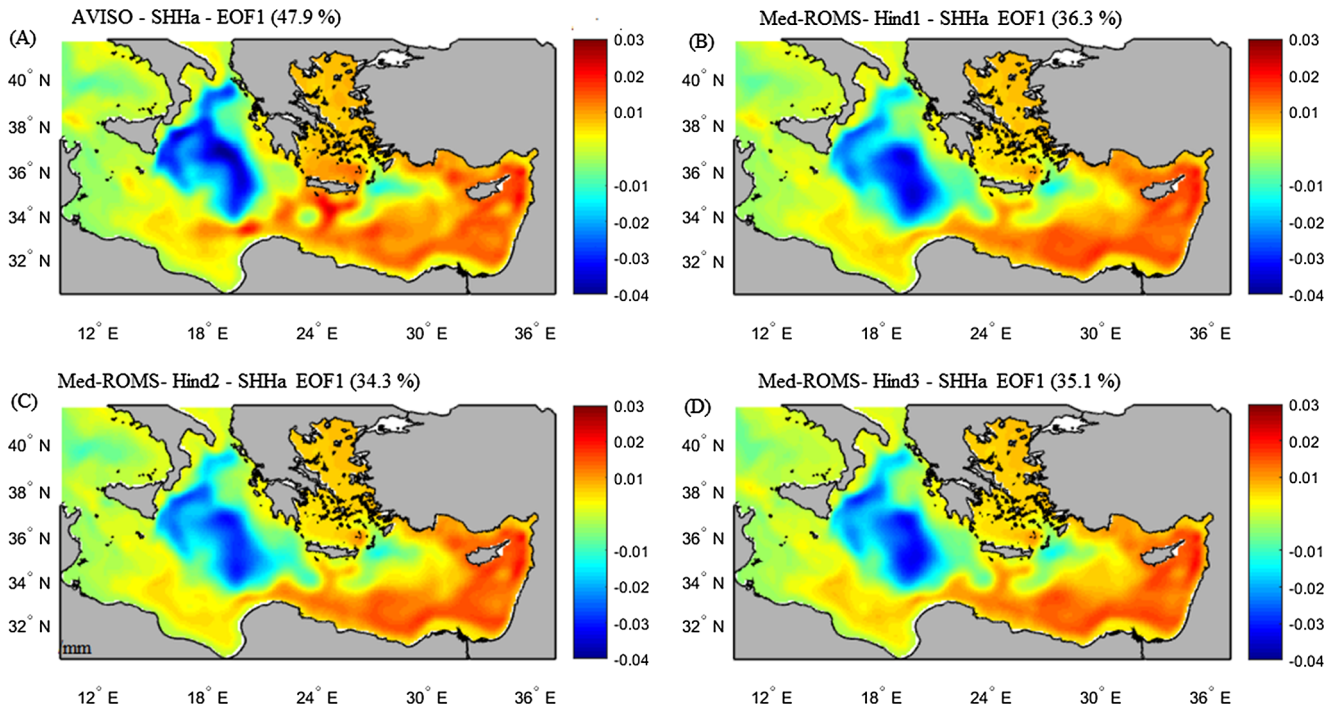 AVISO - SHHa - EOF1 (47.9 %)
(A)
40° N
38° N
36° N
34° N
32° N
12° E
18° E
24° E
30° E
36° E
0.03
0.02
0.01
-0.01
-0.02
-0.03
-0.04
Med-ROMS - Hind1 - SHHa EOF1 (36.3 %)
(B)
40° N
38° N
36° N
34° N
32° N
12° E
18° E
24° E
30° E
36° E
0.03
0.02
0.01
-0.01
-0.02
-0.03
-0.04
Med-ROMS- Hind2 - SHHa EOF1 (34.3 %)
(C)
40° N
38° N
36° N
34° N
32° N
/mm
12° E
18° E
24° E
30° E
36° E
0.03
0.02
0.01
-0.01
-0.02
-0.03
-0.04
Med-ROMS- Hind3 - SHHa EOF1 (35.1 %)
(D)
40° N
38° N
36° N
34° N
32° N
12° E
18° E
24° E
30° E
36° E
0.03
0.02
0.01
-0.01
-0.02
-0.03
-0.04